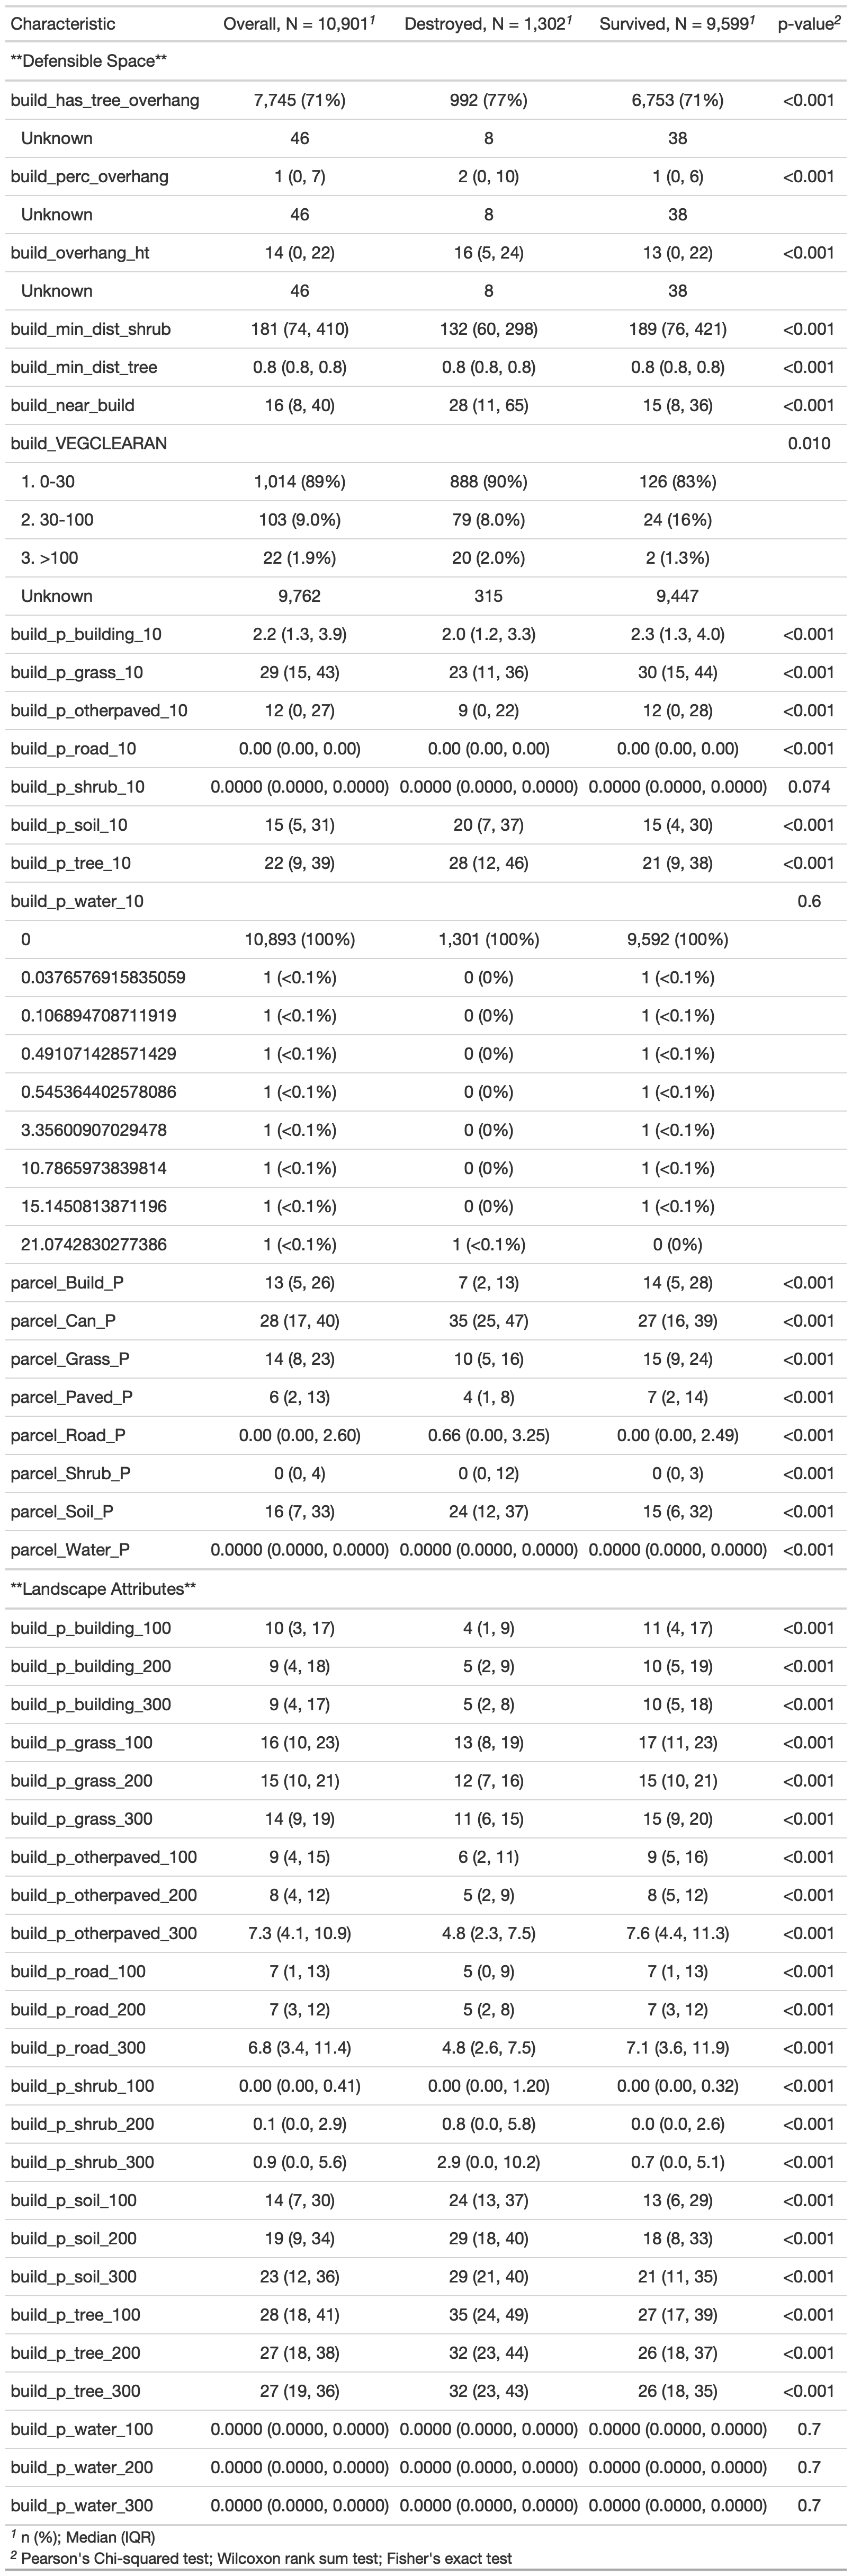 Characteristic Overall, N = 10,901¹ Destroyed, N = 1,302¹ Survived, N = 9,599¹ p-value²
**Defensible Space**
build_has_tree_overhang 7,745 (71%) 992 (77%) 6,753 (71%) <0.001
Unknown 46 8 38
build_perc_overhang 1 (0, 7) 2 (0, 10) 1 (0, 6) <0.001
Unknown 46 8 38
build_overhang_ht 14 (0, 22) 16 (5, 24) 13 (0, 22) <0.001
Unknown 46 8 38
build_min_dist_shrub 181 (74, 410) 132 (60, 298) 189 (76, 421) <0.001
build_min_dist_tree 0.8 (0.8, 0.8) 0.8 (0.8, 0.8) 0.8 (0.8, 0.8) <0.001
build_near_build 16 (8, 40) 28 (11, 65) 15 (8, 36) <0.001
build_VEGCLEARAN 0.010
1. 0-30 1,014 (89%) 888 (90%) 126 (83%)
2. 30-100 103 (9.0%) 79 (8.0%) 24 (16%)
3. >100 22 (1.9%) 20 (2.0%) 2 (1.3%)
Unknown 9,762 315 9,447
build_p_building_10 2.2 (1.3, 3.9) 2.0 (1.2, 3.3) 2.3 (1.3, 4.0) <0.001
build_p_grass_10 29 (15, 43) 23 (11, 36) 30 (15, 44) <0.001
build_p_otherpaved_10 12 (0, 27) 9 (0, 22) 12 (0, 28) <0.001
build_p_road_10 0.00 (0.00, 0.00) 0.00 (0.00, 0.00) 0.00 (0.00, 0.00) <0.001
build_p_shrub_10 0.0000 (0.0000, 0.0000) 0.0000 (0.0000, 0.0000) 0.0000 (0.0000, 0.0000) 0.074
build_p_soil_10 15 (5, 31) 20 (7, 37) 15 (4, 30) <0.001
build_p_tree_10 22 (9, 39) 28 (12, 46) 21 (9, 38) <0.001
build_p_water_10 0.6
0 10,893 (100%) 1,301 (100%) 9,592 (100%)
0.0376576915835059 1 (<0.1%) 0 (0%) 1 (<0.1%)
0.106894708711919 1 (<0.1%) 0 (0%) 1 (<0.1%)
0.491071428571429 1 (<0.1%) 0 (0%) 1 (<0.1%)
0.545364402578086 1 (<0.1%) 0 (0%) 1 (<0.1%)
3.35600907029478 1 (<0.1%) 0 (0%) 1 (<0.1%)
10.7865973839814 1 (<0.1%) 0 (0%) 1 (<0.1%)
15.1450813871196 1 (<0.1%) 0 (0%) 1 (<0.1%)
21.0742830277386 1 (<0.1%) 1 (<0.1%) 0 (0%)
parcel_Build_P 13 (5, 26) 7 (2, 13) 14 (5, 28) <0.001
parcel_Can_P 28 (17, 40) 35 (25, 47) 27 (16, 39) <0.001
parcel_Grass_P 14 (8, 23) 10 (5, 16) 15 (9, 24) <0.001
parcel_Paved_P 6 (2, 13) 4 (1, 8) 7 (2, 14) <0.001
parcel_Road_P 0.00 (0.00, 2.60) 0.66 (0.00, 3.25) 0.00 (0.00, 2.49) <0.001
parcel_Shrub_P 0 (0, 4) 0 (0, 12) 0 (0, 3) <0.001
parcel_Soil_P 16 (7, 33) 24 (12, 37) 15 (6, 32) <0.001
parcel_Water_P 0.0000 (0.0000, 0.0000) 0.0000 (0.0000, 0.0000) 0.0000 (0.0000, 0.0000) <0.001
**Landscape Attributes**
build_p_building_100 10 (3, 17) 4 (1, 9) 11 (4, 17) <0.001
build_p_building_200 9 (4, 18) 5 (2, 9) 10 (5, 19) <0.001
build_p_building_300 9 (4, 17) 5 (2, 8) 10 (5, 18) <0.001
build_p_grass_100 16 (10, 23) 13 (8, 19) 17 (11, 23) <0.001
build_p_grass_200 15 (10, 21) 12 (7, 16) 15 (10, 21) <0.001
build_p_grass_300 14 (9, 19) 11 (6, 15) 15 (9, 20) <0.001
build_p_otherpaved_100 9 (4, 15) 6 (2, 11) 9 (5, 16) <0.001
build_p_otherpaved_200 8 (4, 12) 5 (2, 9) 8 (5, 12) <0.001
build_p_otherpaved_300 7.3 (4.1, 10.9) 4.8 (2.3, 7.5) 7.6 (4.4, 11.3) <0.001
build_p_road_100 7 (1, 13) 5 (0, 9) 7 (1, 13) <0.001
build_p_road_200 7 (3, 12) 5 (2, 8) 7 (3, 12) <0.001
build_p_road_300 6.8 (3.4, 11.4) 4.8 (2.6, 7.5) 7.1 (3.6, 11.9) <0.001
build_p_shrub_100 0.00 (0.00, 0.41) 0.00 (0.00, 1.20) 0.00 (0.00, 0.32) <0.001
build_p_shrub_200 0.1 (0.0, 2.9) 0.8 (0.0, 5.8) 0.0 (0.0, 2.6) <0.001
build_p_shrub_300 0.9 (0.0, 5.6) 2.9 (0.0, 10.2) 0.7 (0.0, 5.1) <0.001
build_p_soil_100 14 (7, 30) 24 (13, 37) 13 (6, 29) <0.001
build_p_soil_200 19 (9, 34) 29 (18, 40) 18 (8, 33) <0.001
build_p_soil_300 23 (12, 36) 29 (21, 40) 21 (11, 35) <0.001
build_p_tree_100 28 (18, 41) 35 (24, 49) 27 (17, 39) <0.001
build_p_tree_200 27 (18, 38) 32 (23, 44) 26 (18, 37) <0.001
build_p_tree_300 27 (19, 36) 32 (23, 43) 26 (18, 35) <0.001
build_p_water_100 0.0000 (0.0000, 0.0000) 0.0000 (0.0000, 0.0000) 0.0000 (0.0000, 0.0000) 0.7
build_p_water_200 0.0000 (0.0000, 0.0000) 0.0000 (0.0000, 0.0000) 0.0000 (0.0000, 0.0000) 0.7
build_p_water_300 0.0000 (0.0000, 0.0000) 0.0000 (0.0000, 0.0000) 0.0000 (0.0000, 0.0000) 0.7
¹ n (%); Median (IQR)
² Pearson's Chi-squared test; Wilcoxon rank sum test; Fisher's exact test